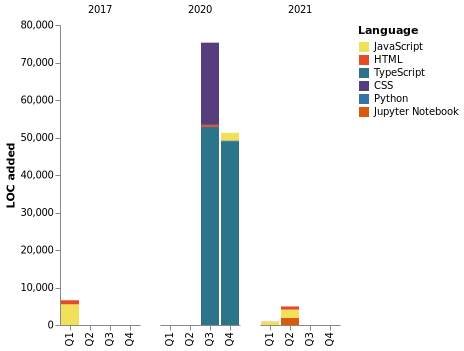 2017 2020 2021
Language
JavaScript
HTML
TypeScript
CSS
Python
Jupyter Notebook
LOC added
80,000
70,000
60,000
50,000
40,000
30,000
20,000
10,000
0
Q1 Q2 Q3 Q4 Q1 Q2 Q3 Q4 Q1 Q2 Q3 Q4